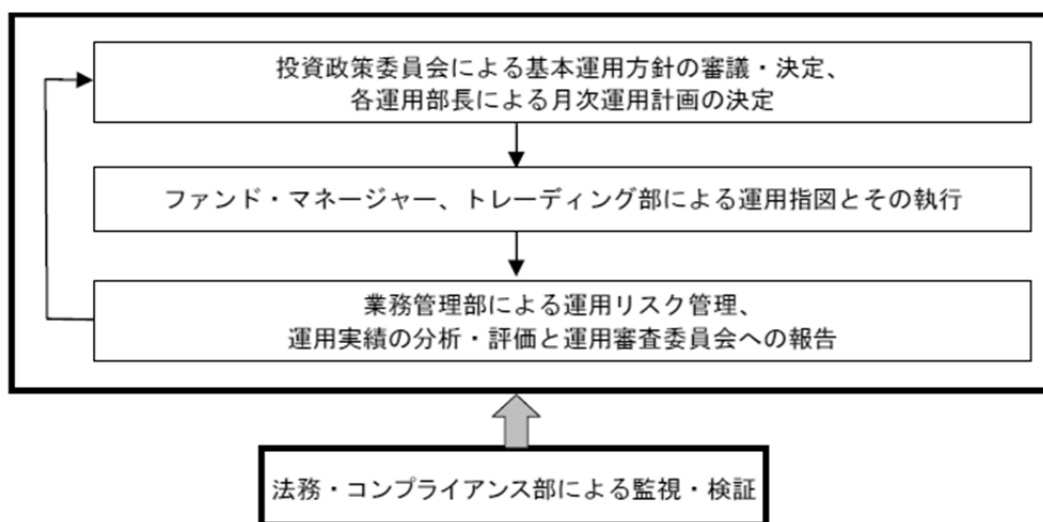 投資政策委員会による基本運用方針の審議・決定、
各運用部長による月次運用計画の決定
ファンド・マネージャー、トレーディング部による運用指図とその執行
業務管理部による運用リスク管理、
運用実績の分析・評価と運用審査委員会への報告
法務・コンプライアンス部による監視・検証